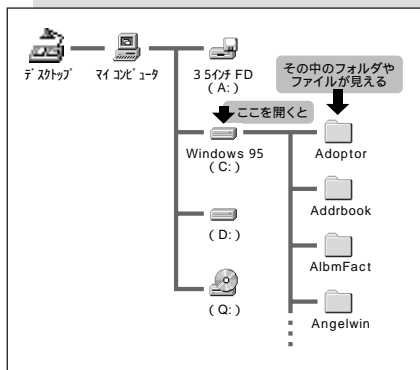 デスクトップ
マイコンピュータ
3.5インチ FD
(A:)
ここを開くと
その中のフォルダや
ファイルが見える
Windows 95
(C:)
Adoptor
Addrbook
(D:)
AlbmFact
(Q:)
Angelwin